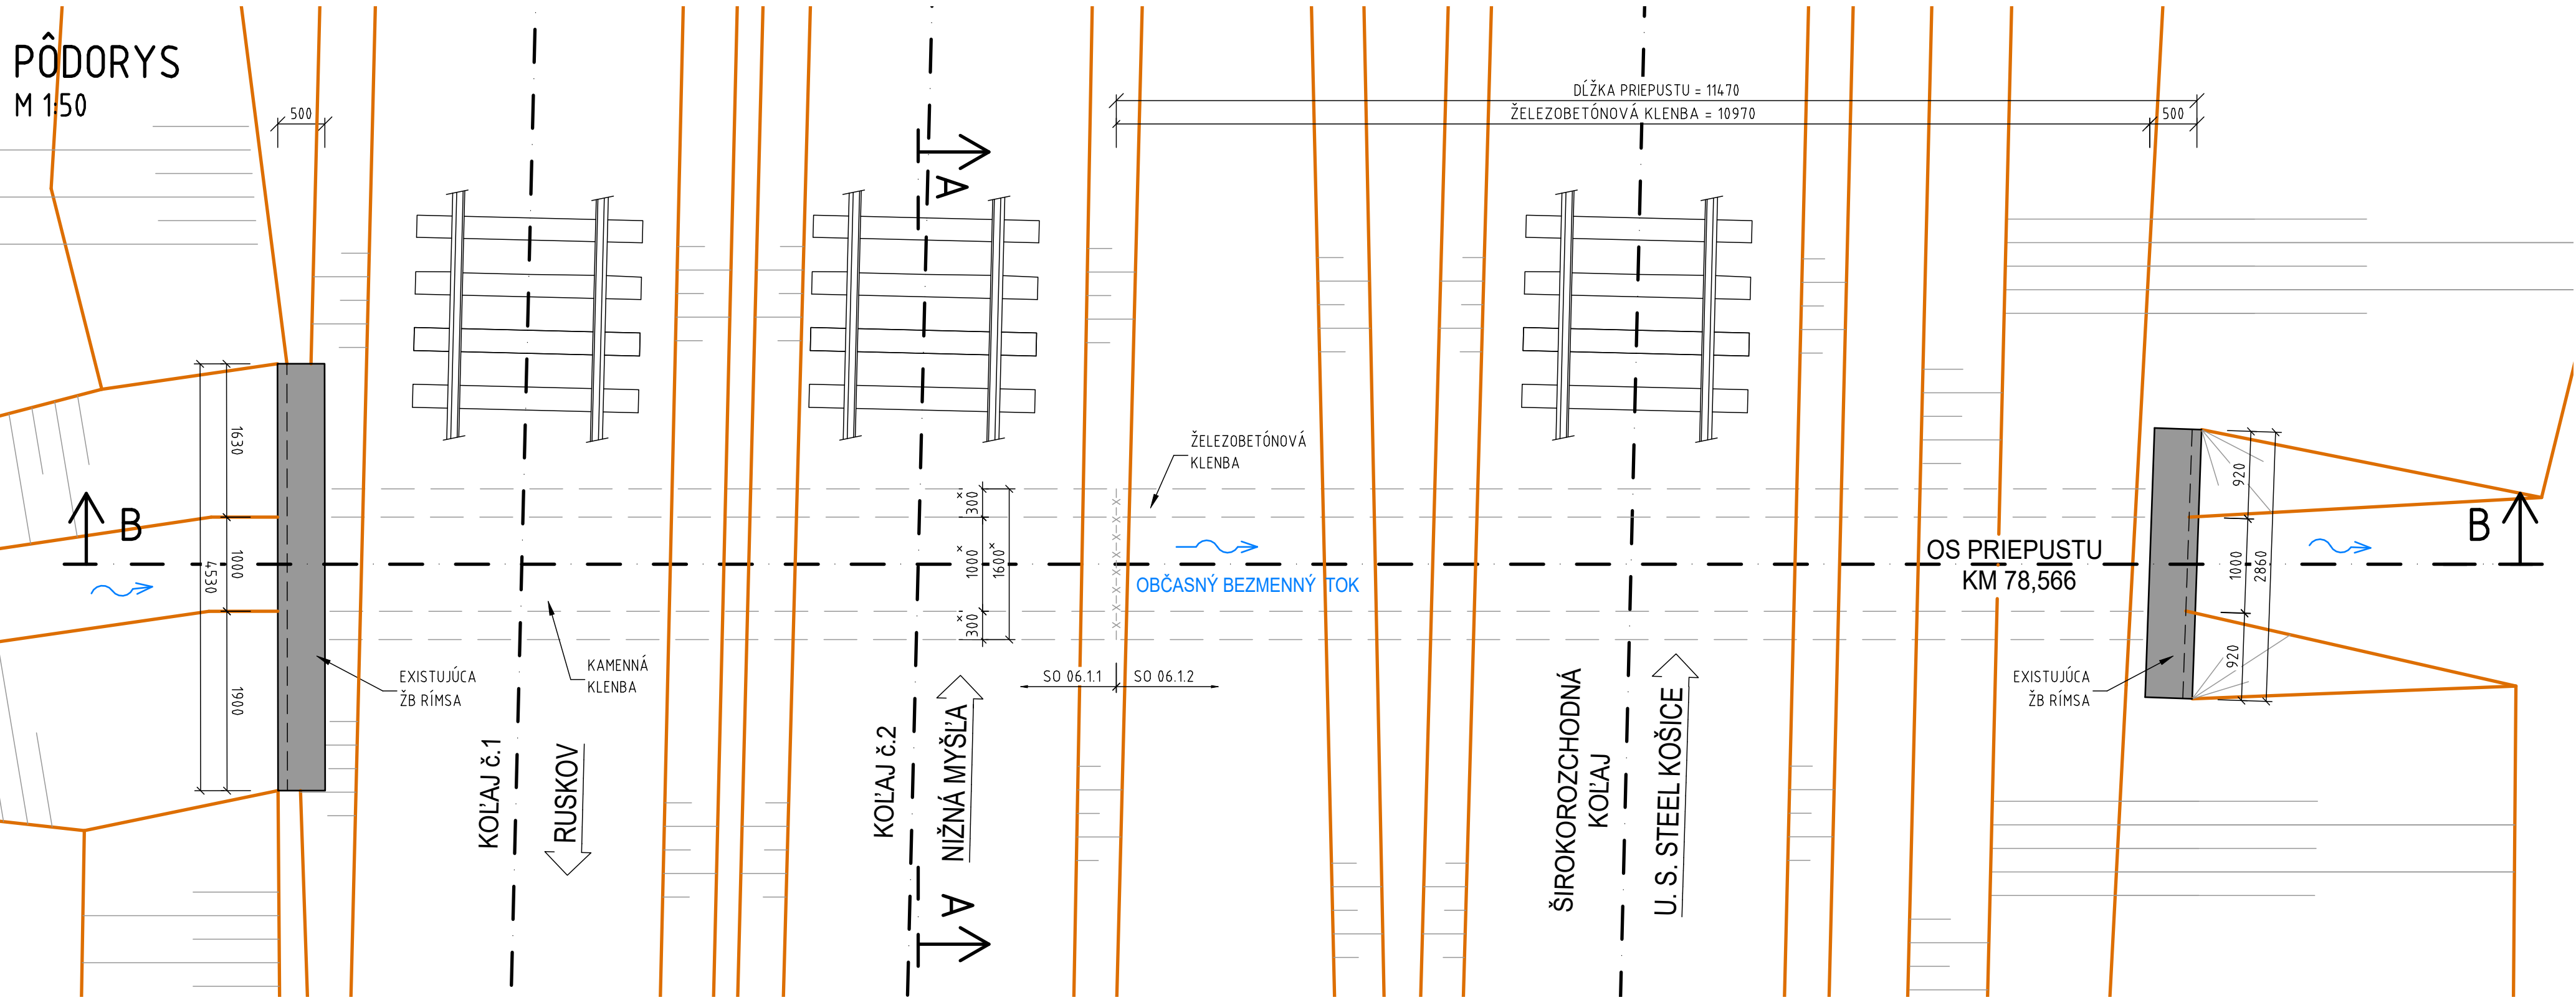 PÔDORYS
M 1:50
500
DĹŽKA PRIEPUSTU = 11470
ŽELEZOBETÓNOVÁ KLENBA = 10970
500
A
ŽELEZOBETÓNOVÁ
KLENBA
1630
1000
4530
1900
B
300×
1000×
1600×
300×
920
1000
2860
920
B
OS PRIEPUSTU
KM 78,566
OBČASNÝ BEZMENNÝ TOK
EXISTUJÚCA
ŽB RÍMSA
KAMENNÁ
KLENBA
SO 06.1.1
SO 06.1.2
EXISTUJÚCA
ŽB RÍMSA
KOĽAJ č.1
RUSKOV
KOĽAJ č.2
NIŽNÁ MYŠĽA
ŠIROKOROZCHODNÁ
KOĽAJ
U. S. STEEL KOŠICE
A